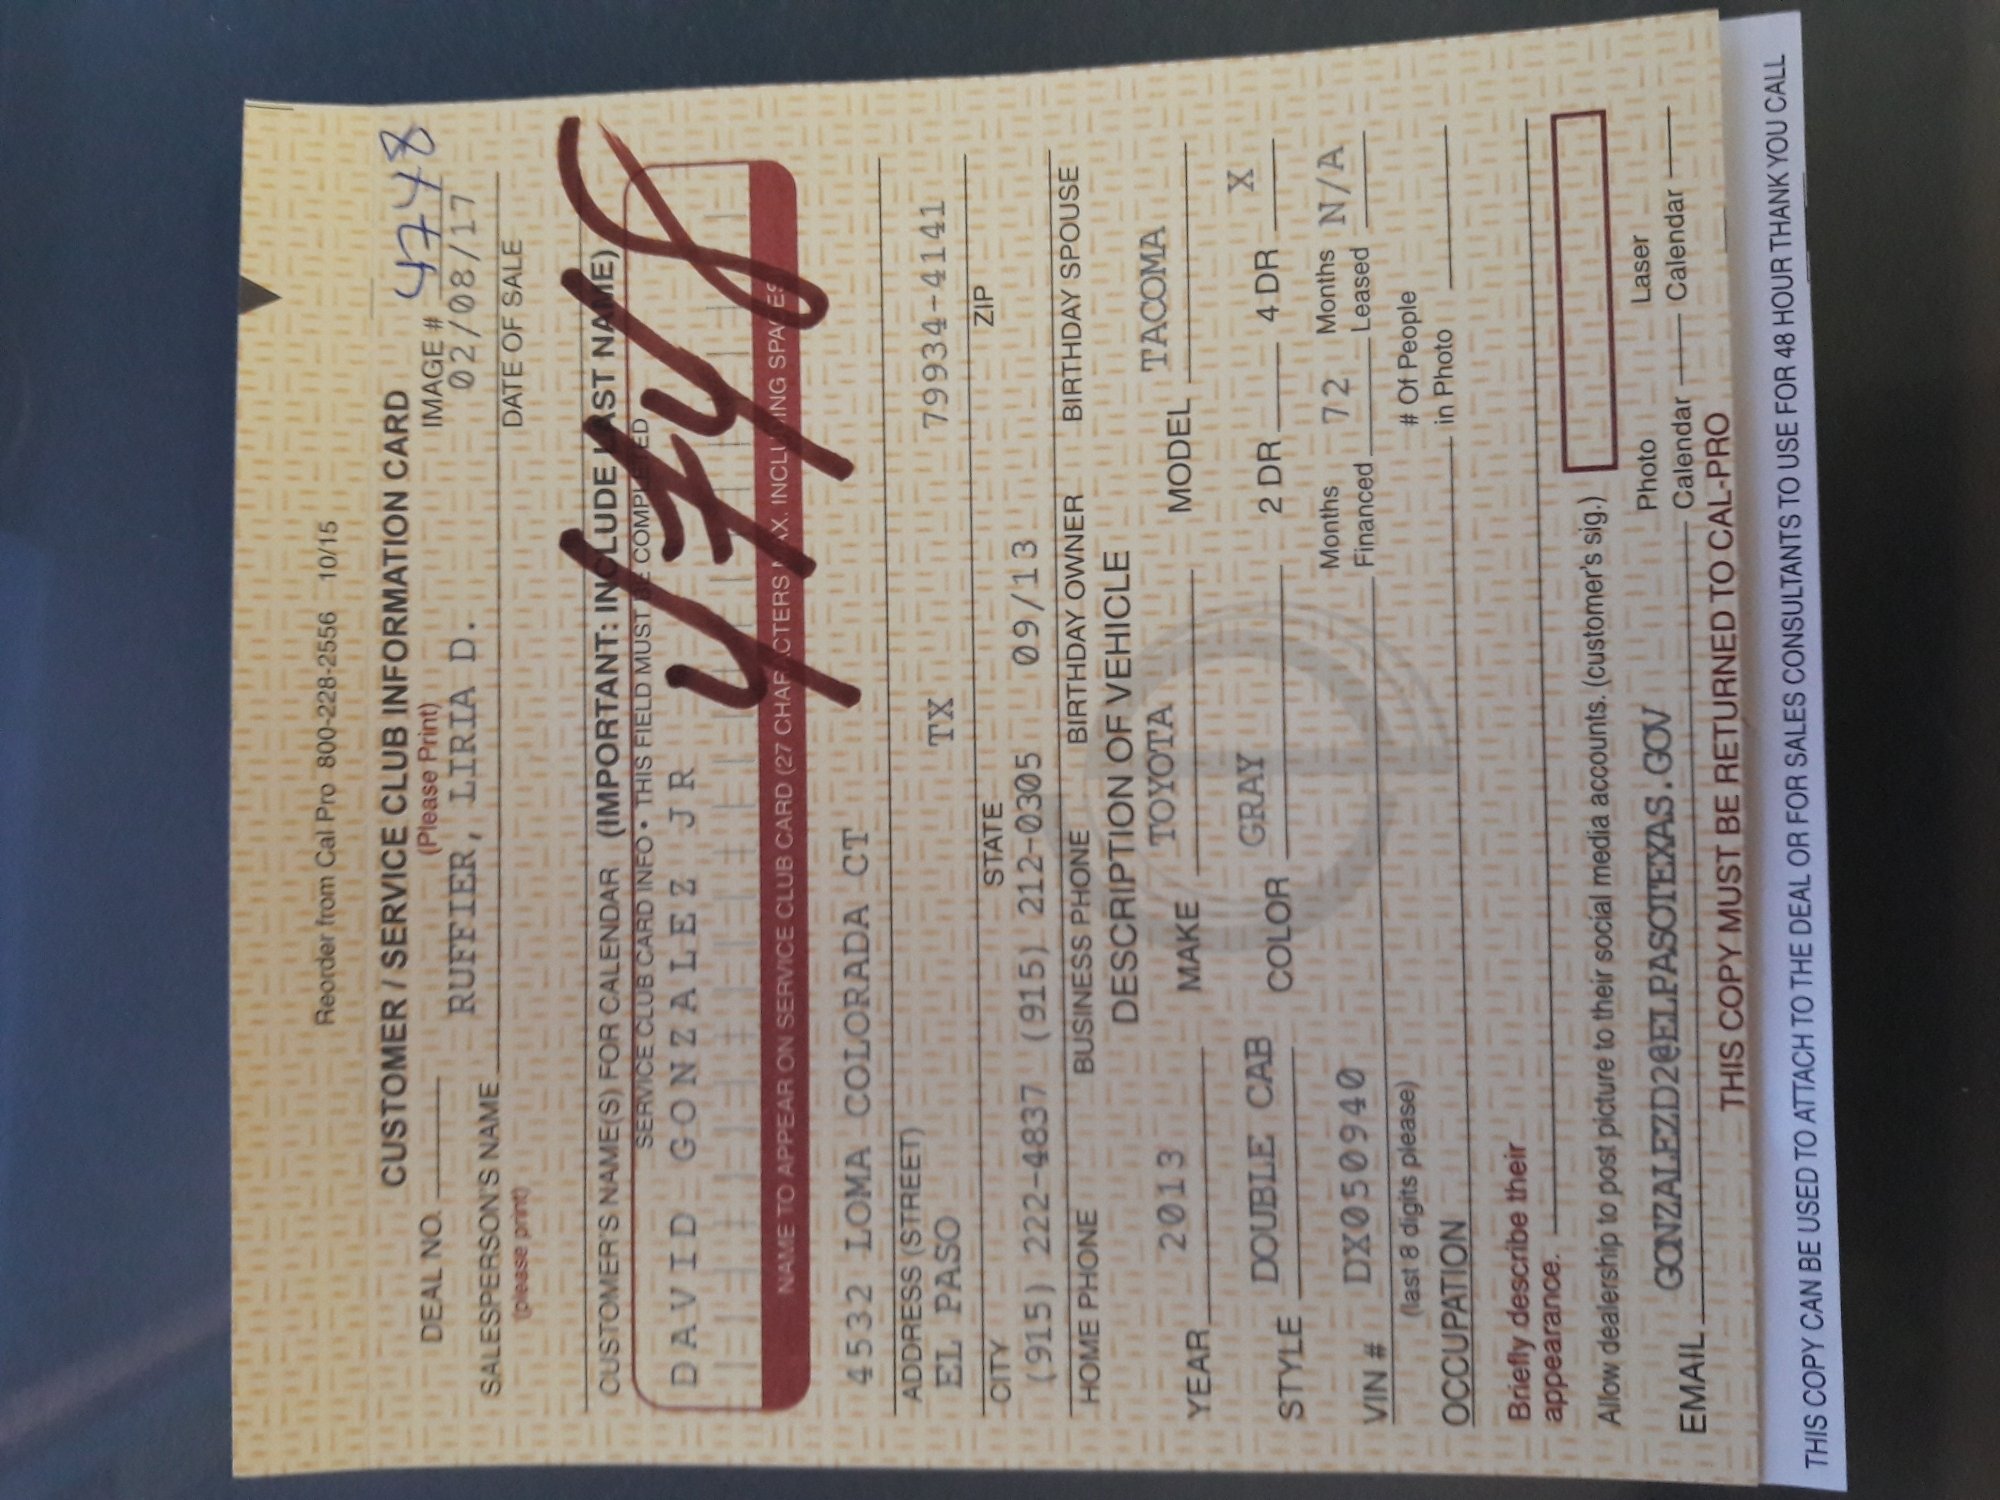 Reorder from Cal Pro 800-228-2556 10/15
CUSTOMER / SERVICE CLUB INFORMATION CARD
(Please Print)
DEAL NO. IMAGE # 4748
RUFFIER, LIRIA D. 02/08/17
SALESPERSON'S NAME DATE OF SALE
(please print)
CUSTOMER'S NAME(S) FOR CALENDAR (IMPORTANT: INCLUDE LAST NAME)
SERVICE CLUB CARD INFO • THIS FIELD MUST BE COMPLETED
DAVID GONZALEZ JR
4748
NAME TO APPEAR ON SERVICE CLUB CARD (27 CHARACTERS MAX. INCLUDING SPACES)
4532 LOMA COLORADA CT
ADDRESS (STREET)
EL PASO TX 79934-4141
CITY STATE ZIP
(915) 222-4837 (915) 212-0305 09/13
HOME PHONE BUSINESS PHONE BIRTHDAY OWNER BIRTHDAY SPOUSE
DESCRIPTION OF VEHICLE
2013 TOYOTA TACOMA
YEAR MAKE MODEL
DOUBLE CAB GRAY X
STYLE COLOR 2 DR 4 DR
DX050940 Months 72 Months N/A
VIN # Financed Leased
(last 8 digits please)
# Of People
OCCUPATION in Photo
Briefly describe their
appearance.
Allow dealership to post picture to their social media accounts. (customer's sig.)
GONZALEZD2@ELPASOTEXAS.GOV Photo Laser
EMAIL Calendar Calendar
THIS COPY MUST BE RETURNED TO CAL-PRO
THIS COPY CAN BE USED TO ATTACH TO THE DEAL OR FOR SALES CONSULTANTS TO USE FOR 48 HOUR THANK YOU CALL